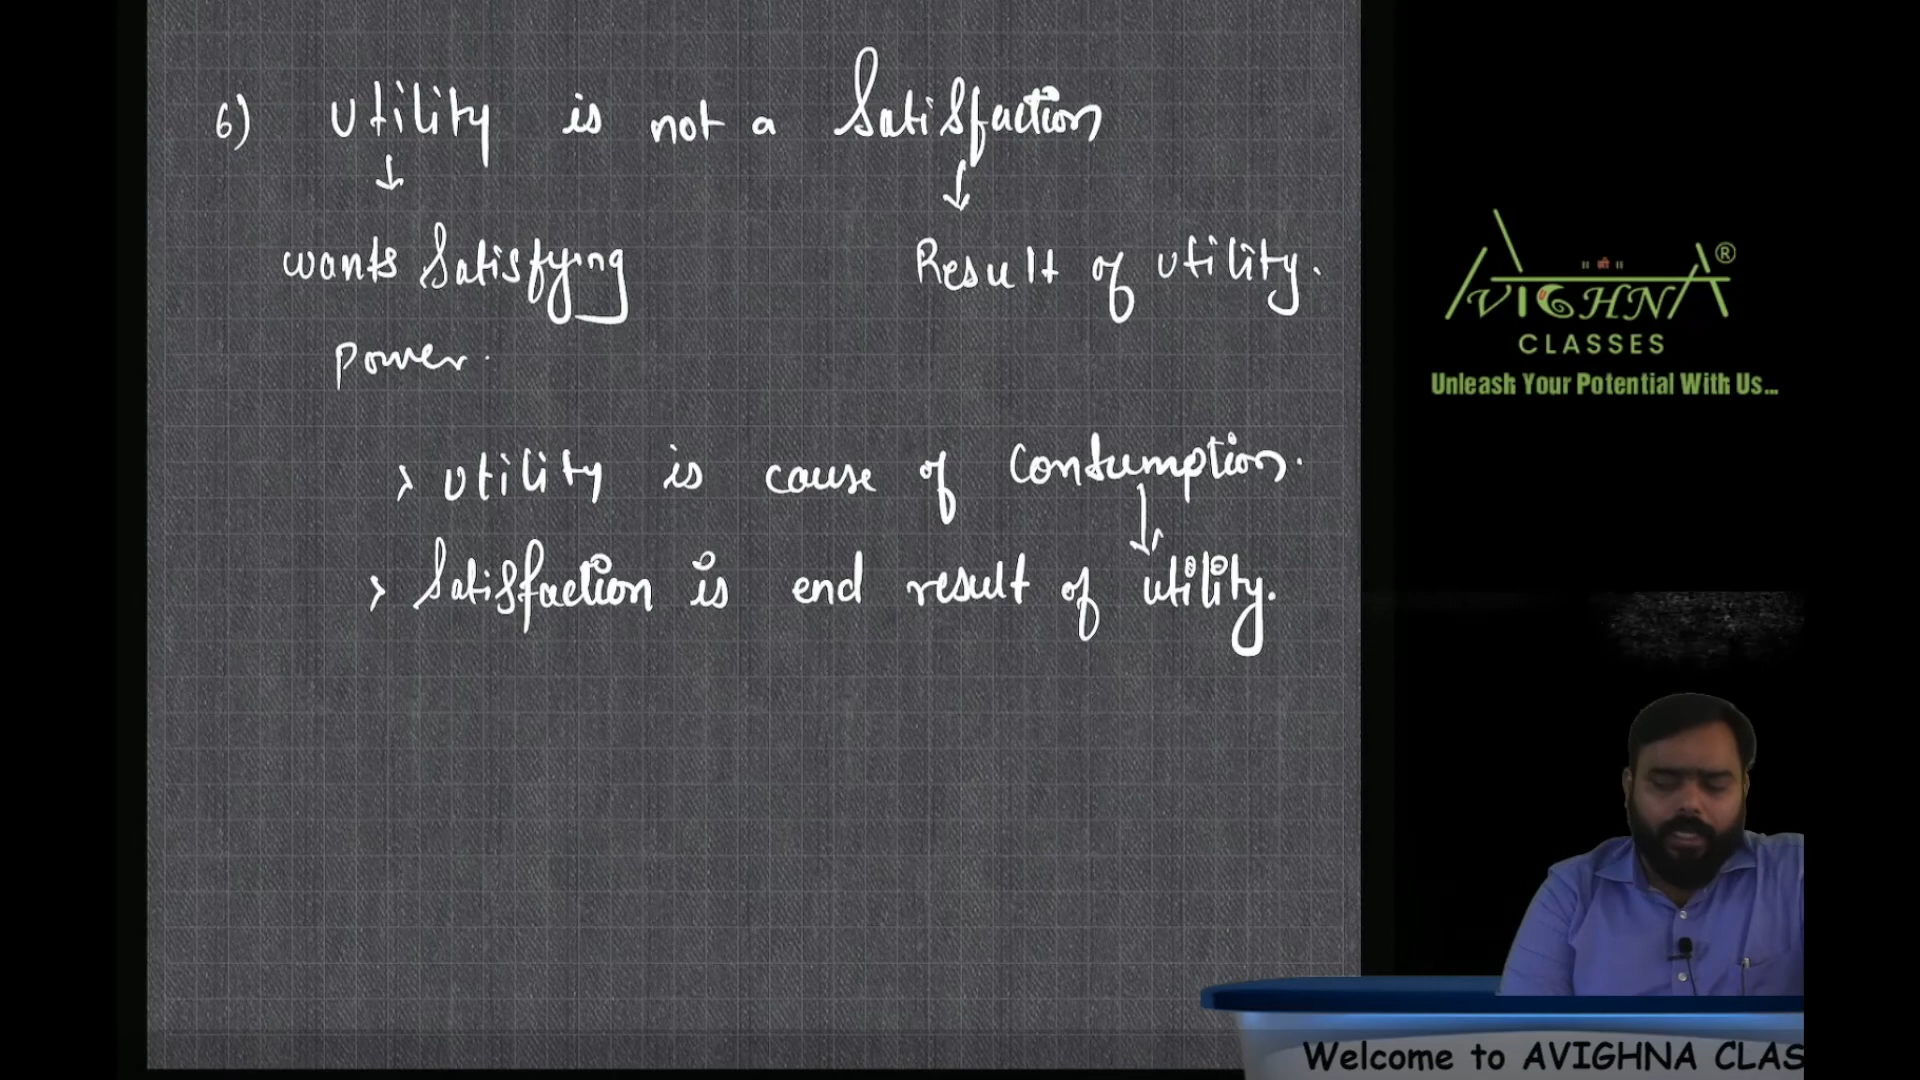 6) Utility is not a Satisfaction
wants Satisfying
power.
Result of utility.
> Utility is cause of Consumption.
> Satisfaction is end result of utility.
AVIGHNA ®
CLASSES
Unleash Your Potential With Us...
Welcome to AVIGHNA CLAS